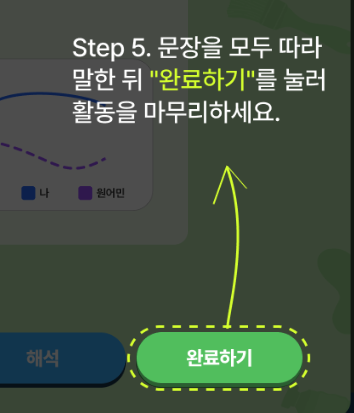 Step 5. 문장을 모두 따라
말한 뒤 "완료하기"를 눌러
활동을 마무리하세요.
나
원어민
해석
완료하기